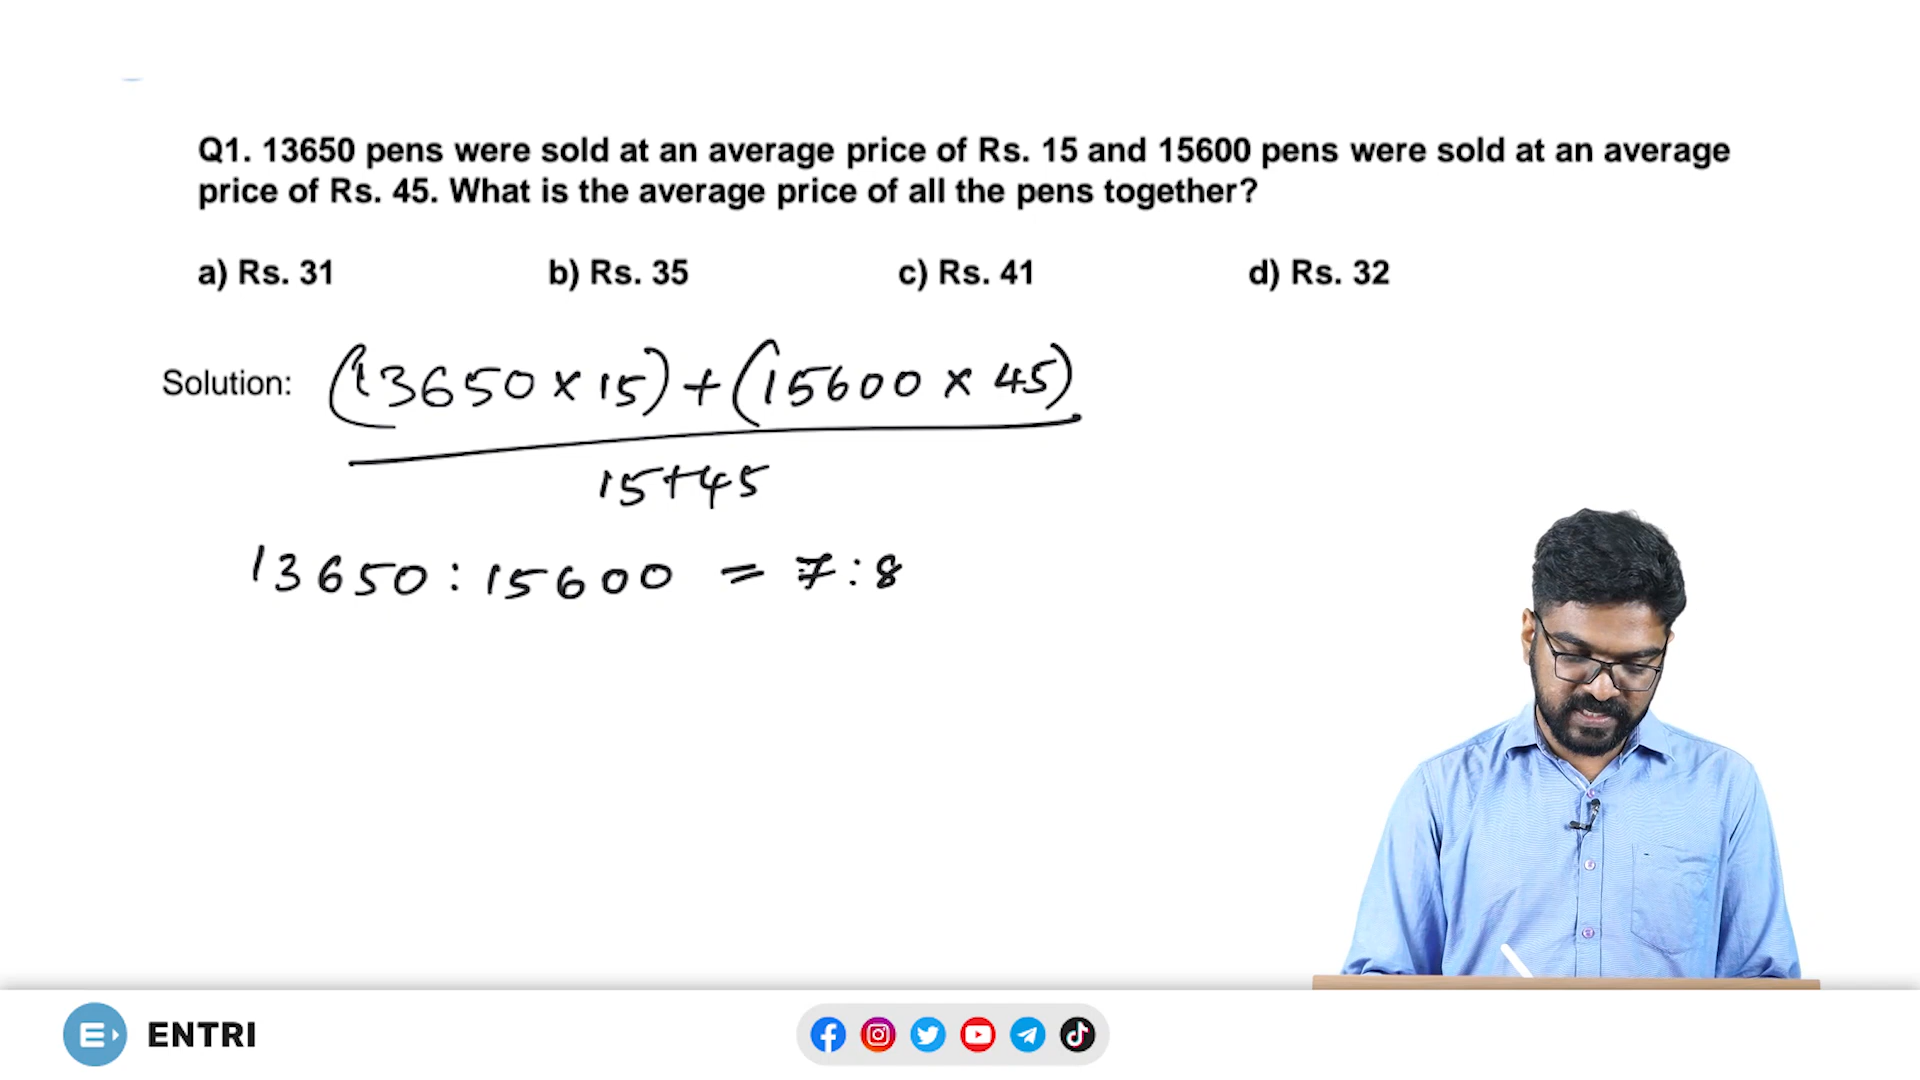 Q1. 13650 pens were sold at an average price of Rs. 15 and 15600 pens were sold at an average
price of Rs. 45. What is the average price of all the pens together?
a) Rs. 31 b) Rs. 35 c) Rs. 41 d) Rs. 32
Solution: (13650 × 15) + (15600 × 45)
15+45
13650 : 15600 = 7 : 8
E ENTRI